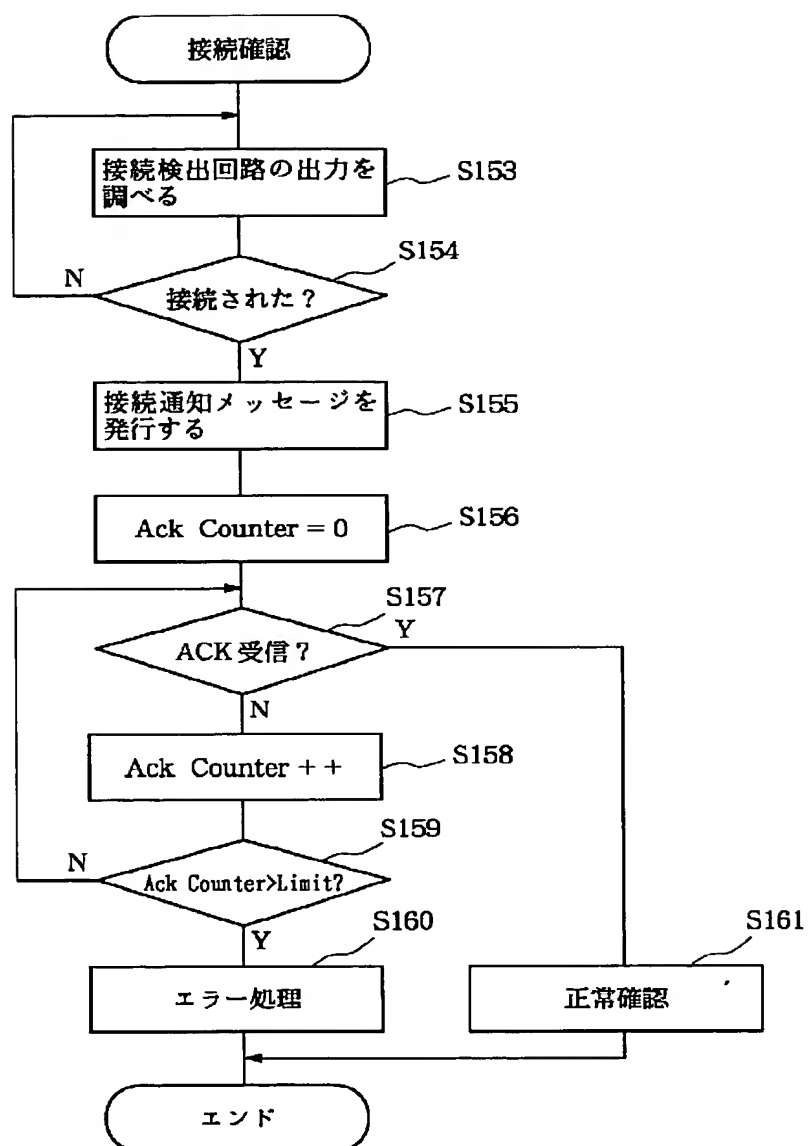 接続確認
接続検出回路の出力を
調べる
S153
S154
N
接続された？
Y
接続通知メッセージを
発行する
S155
Ack Counter = 0
S156
S157
ACK 受信？
Y
N
Ack Counter + +
S158
S159
N
Ack Counter>Limit?
Y
S160
S161
エラー処理
正常確認
エンド